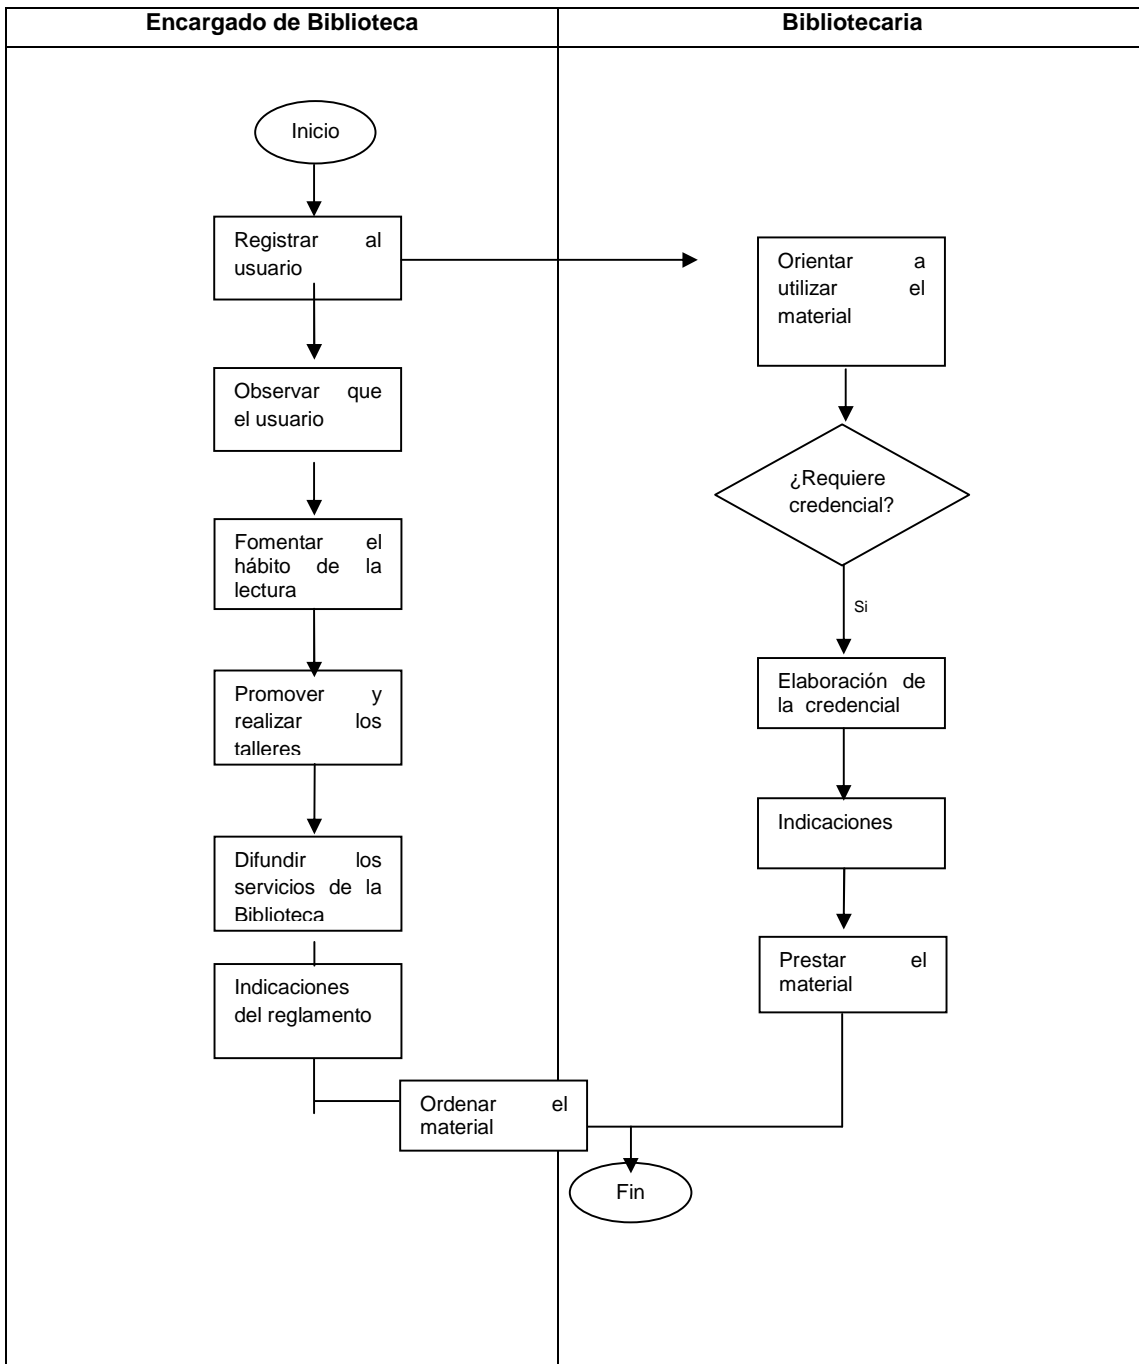 Encargado de Biblioteca
Bibliotecaria
Inicio
Registrar al
usuario
Observar que
el usuario
Fomentar el
hábito de la
lectura
Promover y
realizar los
talleres
Difundir los
servicios de la
Biblioteca
Indicaciones
del reglamento
Orientar a
utilizar el
material
¿Requiere
credencial?
Si
Elaboración de
la credencial
Indicaciones
Prestar el
material
Ordenar el
material
Fin